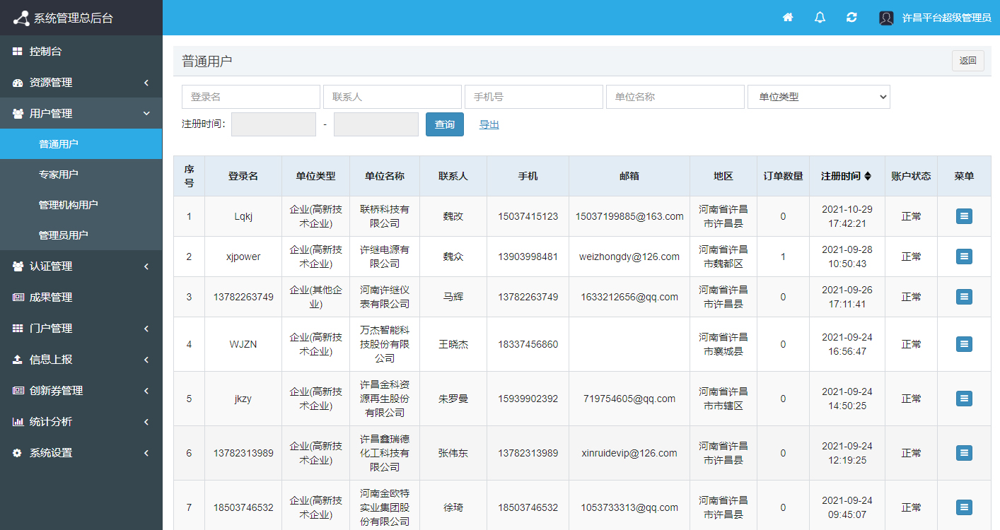 系统管理总后台
许昌平台超级管理员
控制台
资源管理
用户管理
普通用户
专家用户
管理机构用户
管理员用户
认证管理
成果管理
门户管理
信息上报
创新券管理
统计分析
系统设置
普通用户
返回
登录名 联系人 手机号 单位名称 单位类型
注册时间： - 查询 导出
序号 登录名 单位类型 单位名称 联系人 手机 邮箱 地区 订单数量 注册时间 账户状态 菜单
1 Lqkj 企业(高新技术企业) 联桥科技有限公司 魏改 15037415123 15037199885@163.com 河南省许昌市许昌县 0 2021-10-29 17:42:21 正常
2 xjpower 企业(高新技术企业) 许继电源有限公司 魏众 13903998481 weizhongdy@126.com 河南省许昌市魏都区 1 2021-09-28 10:50:43 正常
3 13782263749 企业(其他企业) 河南许继仪表有限公司 马辉 13782263749 1633212656@qq.com 河南省许昌市许昌县 0 2021-09-26 17:11:41 正常
4 WJZN 企业(高新技术企业) 万杰智能科技股份有限公司 王晓杰 18337456860 河南省许昌市襄城县 0 2021-09-24 16:56:47 正常
5 jkzy 企业(高新技术企业) 许昌金科资源再生股份有限公司 朱罗曼 15939902392 719754605@qq.com 河南省许昌市市辖区 0 2021-09-24 14:50:25 正常
6 13782313989 企业(高新技术企业) 许昌鑫瑞德化工科技有限公司 张伟东 13782313989 xinruidevip@126.com 河南省许昌市许昌县 0 2021-09-24 12:19:25 正常
7 18503746532 企业(高新技术企业) 河南金欧特实业集团股份有限公司 徐琦 18503746532 1053733313@qq.com 河南省许昌市许昌县 0 2021-09-24 09:45:07 正常